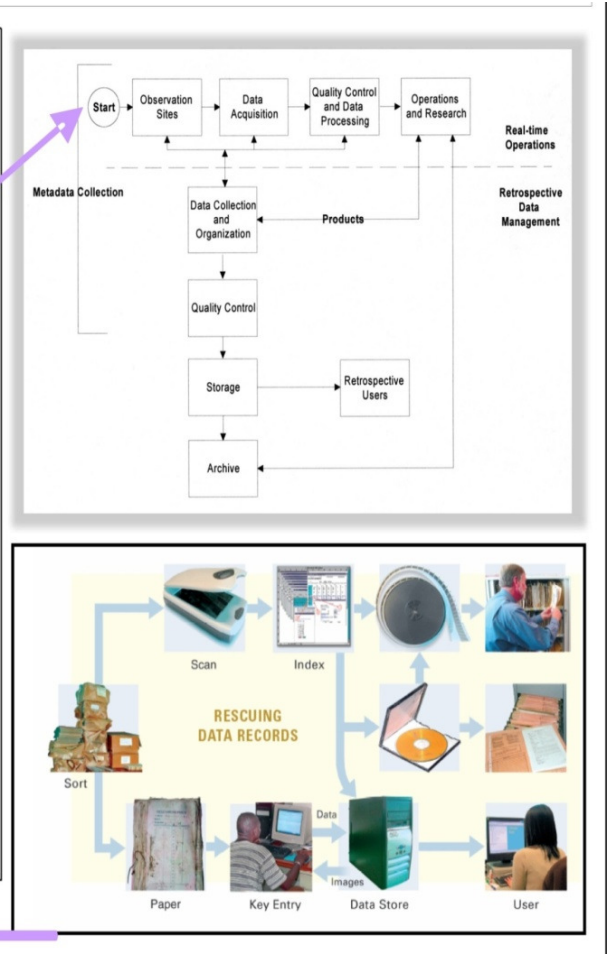 Start
Observation
Sites
Data
Acquisition
Quality Control
and Data
Processing
Operations
and Research
Real-time
Operations
Metadata Collection
Retrospective
Data
Management
Data Collection
and
Organization
Products
Quality Control
Storage
Retrospective
Users
Archive
Scan
Index
RESCUING
DATA RECORDS
Sort
Data
Images
Paper
Key Entry
Data Store
User